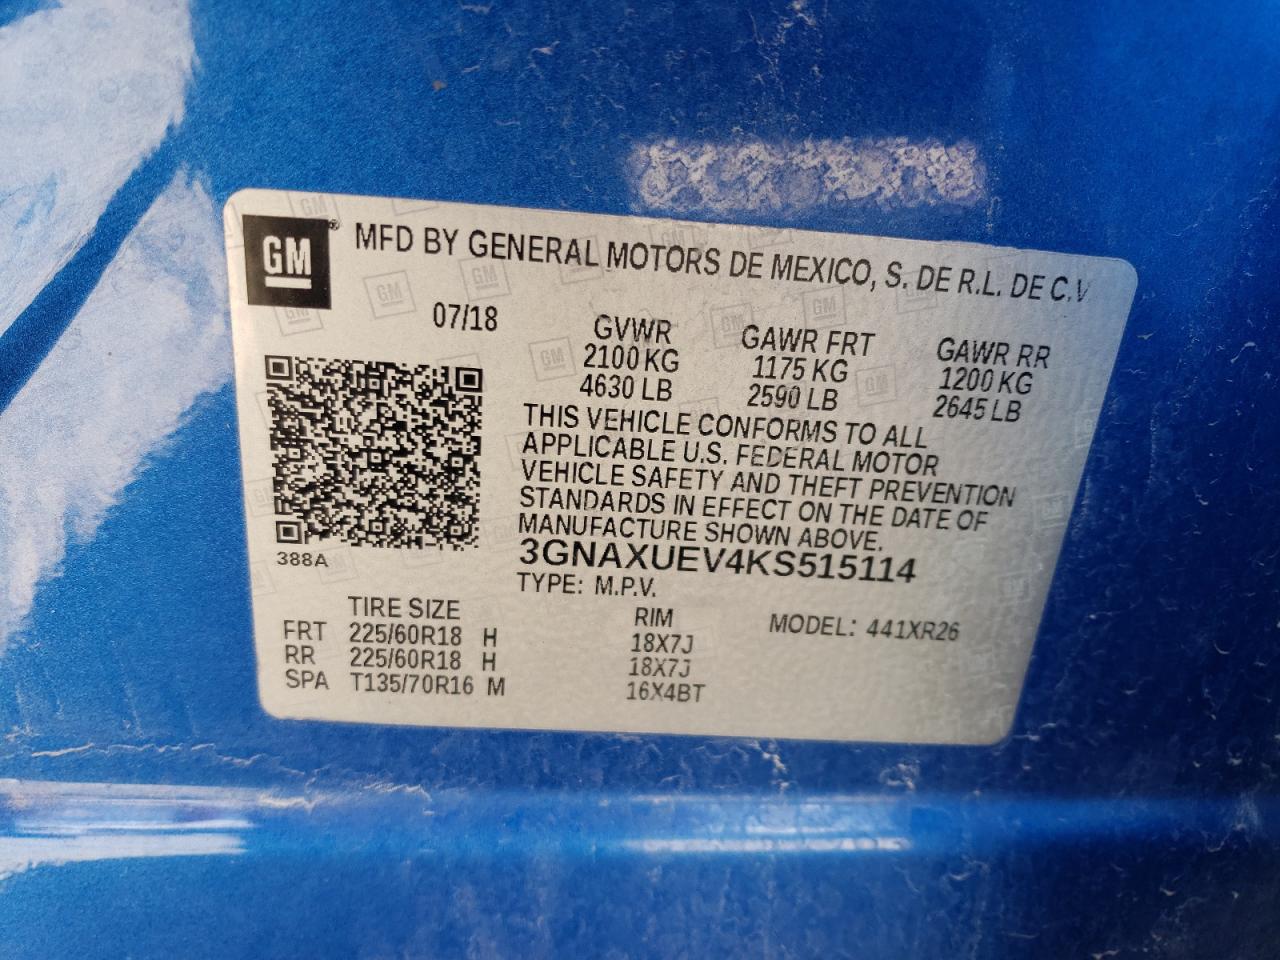 GM® MFD BY GENERAL MOTORS DE MEXICO, S. DE R.L. DE C.V
07/18 GVWR GAWR FRT GAWR RR
2100 KG 1175 KG 1200 KG
4630 LB 2590 LB 2645 LB
THIS VEHICLE CONFORMS TO ALL
APPLICABLE U.S. FEDERAL MOTOR
VEHICLE SAFETY AND THEFT PREVENTION
STANDARDS IN EFFECT ON THE DATE OF
MANUFACTURE SHOWN ABOVE.
388A 3GNAXUEV4KS515114
TYPE: M.P.V.
TIRE SIZE RIM MODEL: 441XR26
FRT 225/60R18 H 18X7J
RR 225/60R18 H 18X7J
SPA T135/70R16 M 16X4BT